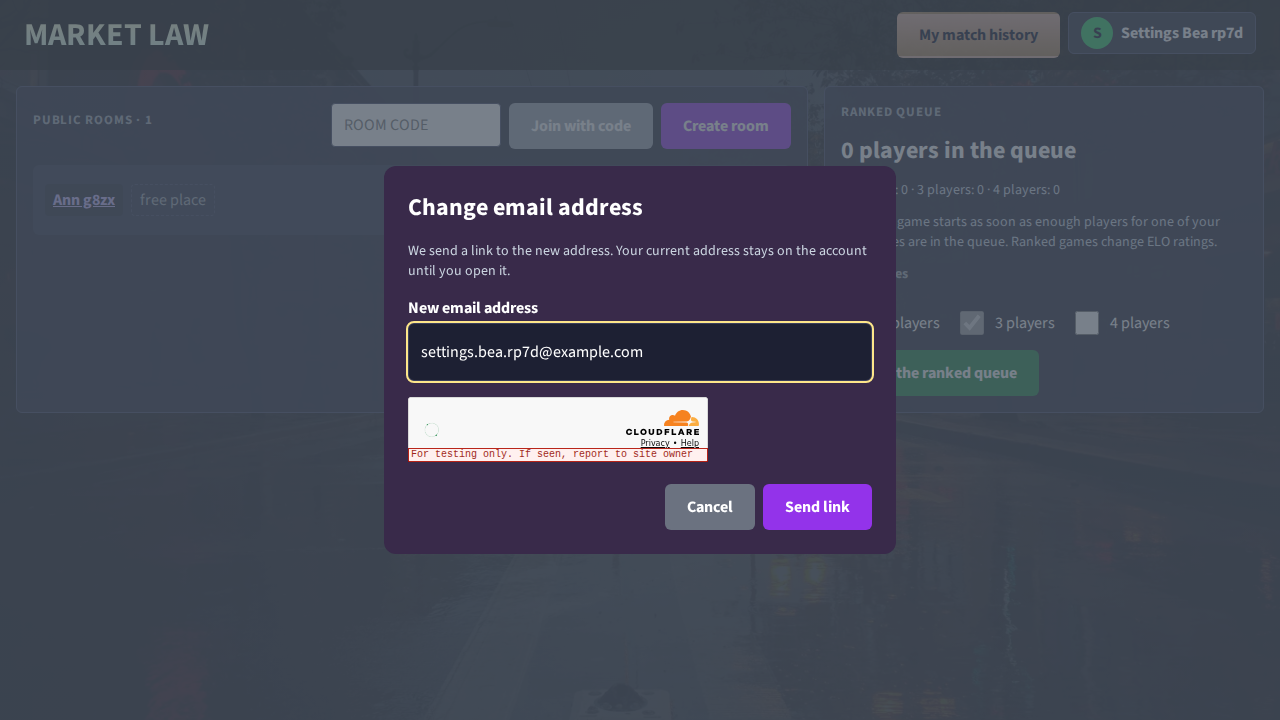 MARKET LAW
My match history
S
Settings Bea rp7d
PUBLIC ROOMS · 1
ROOM CODE
Join with code
Create room
Ann g8zx
free place
RANKED QUEUE
0 players in the queue
: 0 · 3 players: 0 · 4 players: 0
game starts as soon as enough players for one of your
are in the queue. Ranked games change ELO ratings.
3 players
4 players
the ranked queue
Change email address
We send a link to the new address. Your current address stays on the account
until you open it.
New email address
settings.bea.rp7d@example.com
CLOUDFLARE
Privacy • Help
For testing only. If seen, report to site owner
Cancel
Send link